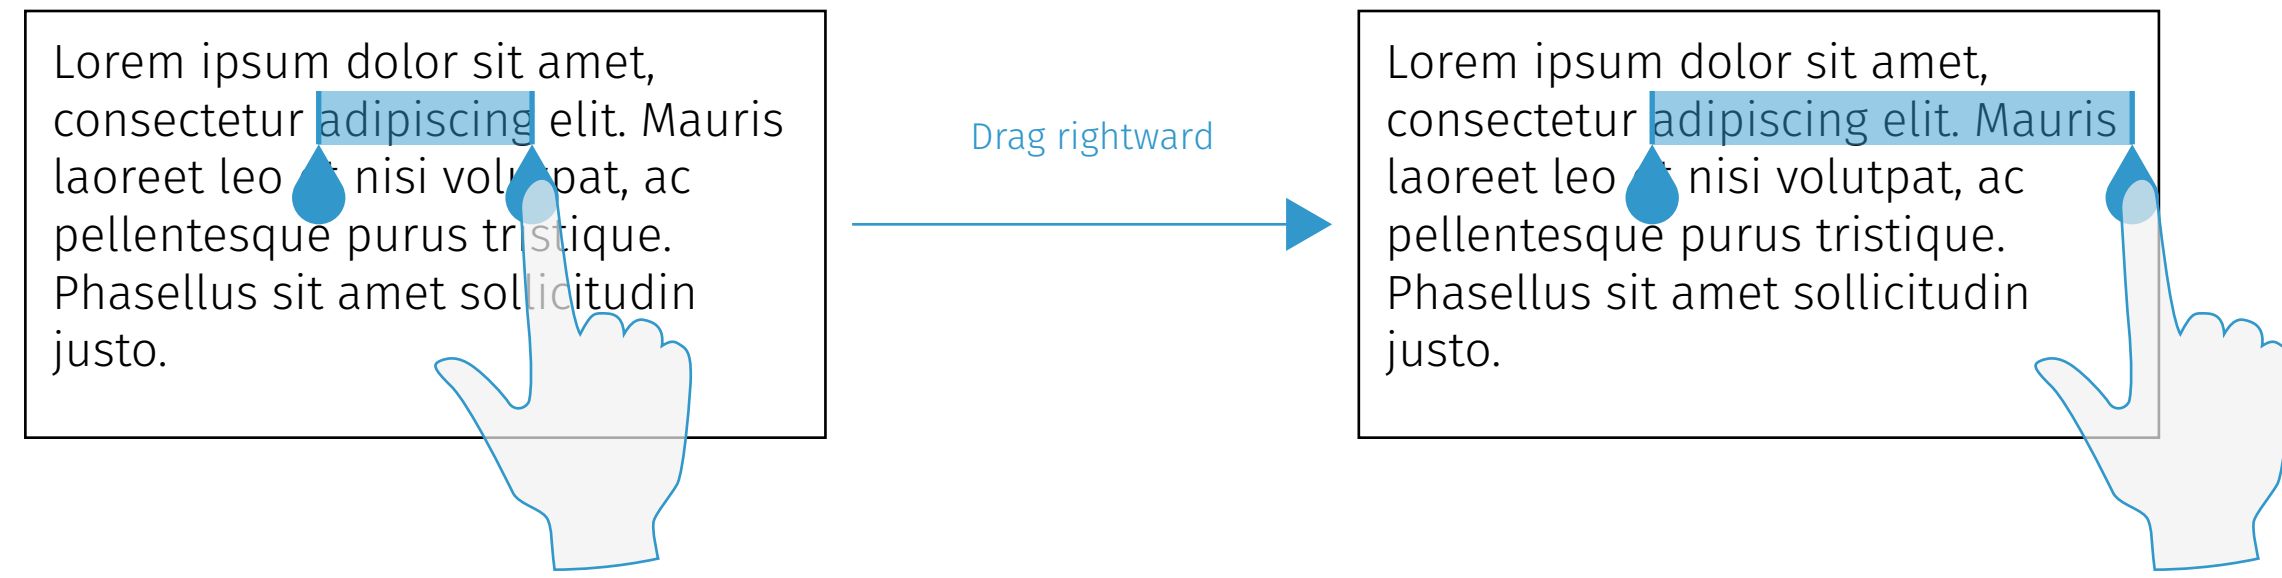 Lorem ipsum dolor sit amet,
consectetur adipiscing elit. Mauris
laoreet leo nisi volutpat, ac
pellentesque purus tristique.
Phasellus sit amet sollicitudin
justo.
Drag rightward
Lorem ipsum dolor sit amet,
consectetur adipiscing elit. Mauris
laoreet leo nisi volutpat, ac
pellentesque purus tristique.
Phasellus sit amet sollicitudin
justo.